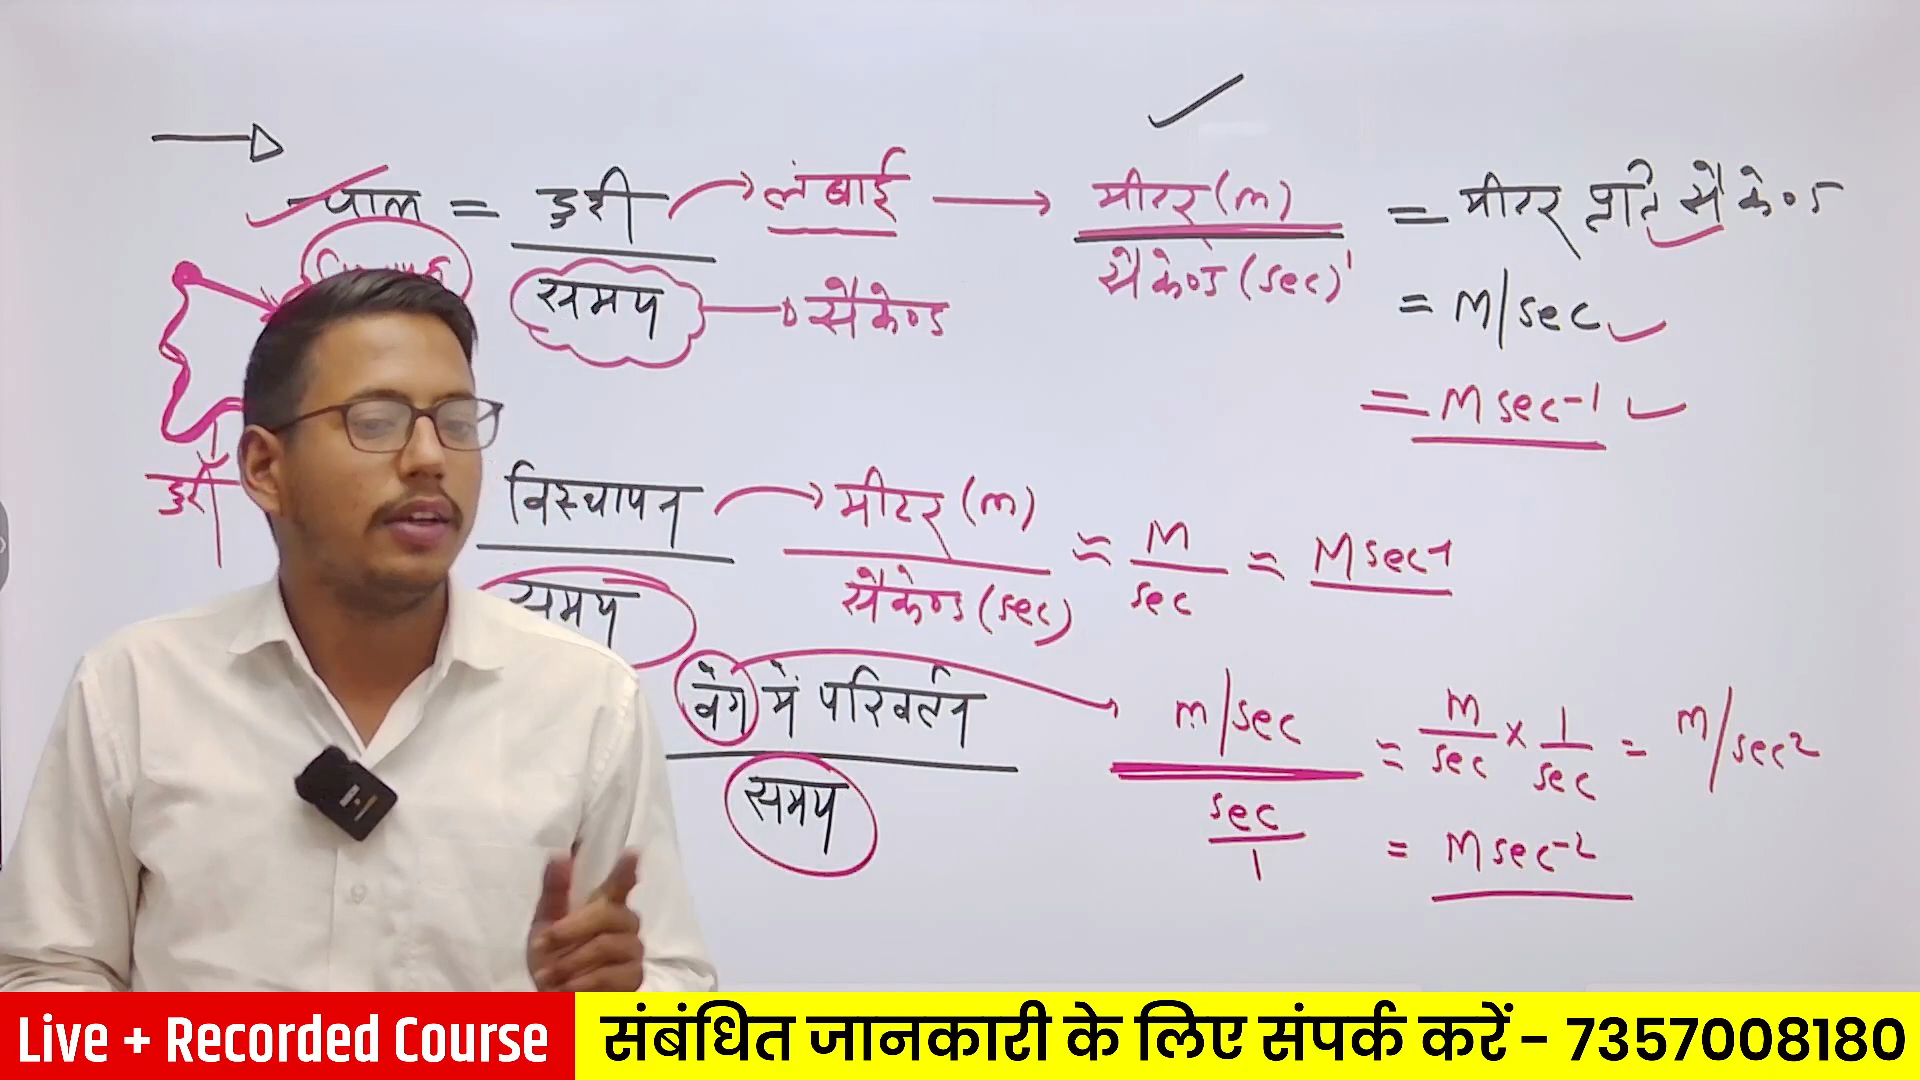 चाल = दुरी / समय → लंबाई → मीटर (m) / सैकेण्ड (sec)¹ = मीटर प्रति सैकेण्ड
सैकेण्ड
= M/sec
= M sec-1
दुरी
विस्थापन / समय → मीटर (m) / सैकेण्ड (sec) = M / sec = M sec-1
वेग में परिवर्तन / समय → m/sec / sec / 1 = m / sec × 1 / sec = m/sec²
= M sec-2
Live + Recorded Course संबंधित जानकारी के लिए संपर्क करें - 7357008180